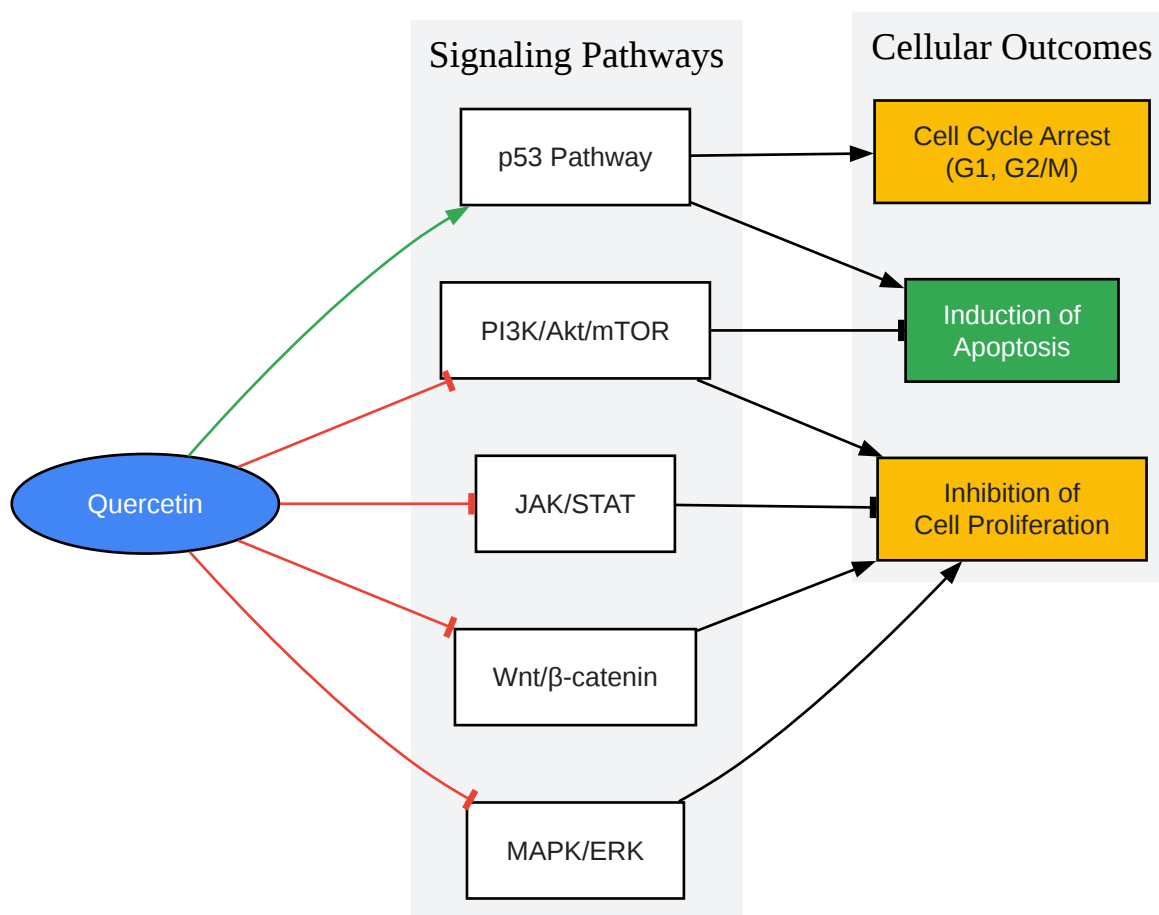 Signaling Pathways
Cellular Outcomes
p53 Pathway
Cell Cycle Arrest
(G1, G2/M)
PI3K/Akt/mTOR
Induction of
Apoptosis
Quercetin
JAK/STAT
Inhibition of
Cell Proliferation
Wnt/β-catenin
MAPK/ERK